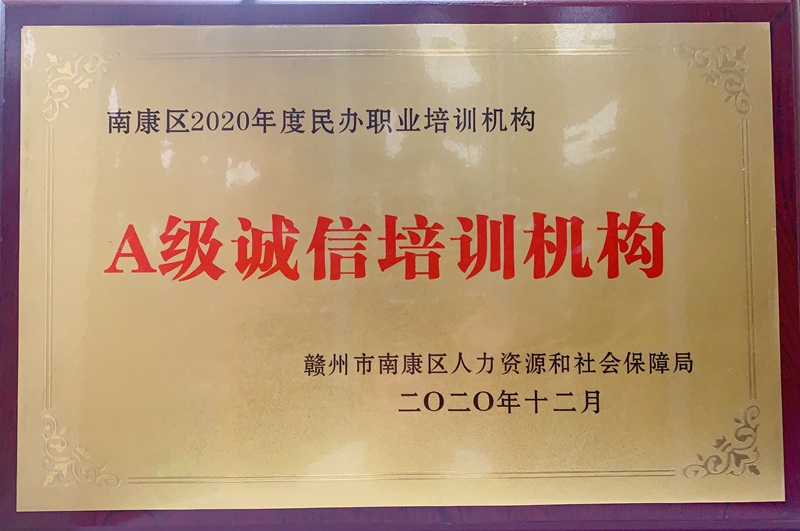 南康区2020年度民办职业培训机构
A级诚信培训机构
赣州市南康区人力资源和社会保障局
二〇二〇年十二月